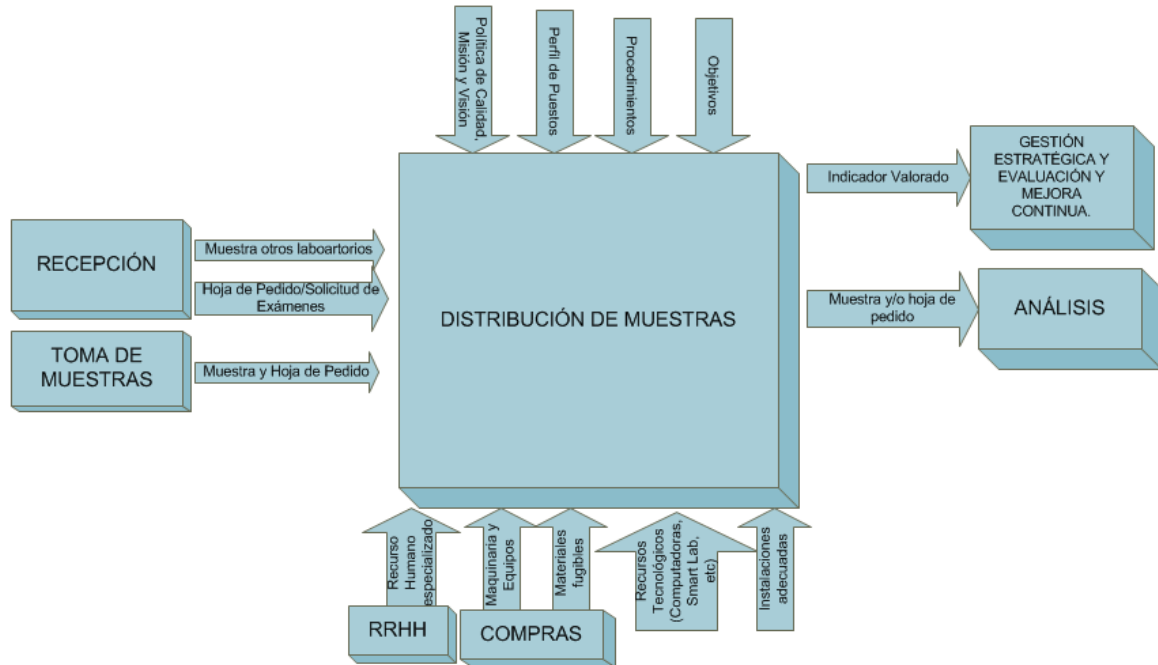 Política de Calidad,
Misión y Visión
Perfil de Puestos
Procedimientos
Objetivos
RECEPCIÓN
TOMA DE
MUESTRAS
Muestra otros laboartorios
Hoja de Pedido/Solicitud de
Exámenes
Muestra y Hoja de Pedido
DISTRIBUCIÓN DE MUESTRAS
Indicador Valorado
Muestra y/o hoja de
pedido
GESTIÓN
ESTRATÉGICA Y
EVALUACIÓN Y
MEJORA
CONTINUA.
ANÁLISIS
Recurso
Humano
especializado
Maquinaria y
Equipos
Materiales
fugibles
Recursos
Tecnológicos
(Computadoras,
Smart Lab,
etc)
Instalaciones
adecuadas
RRHH
COMPRAS